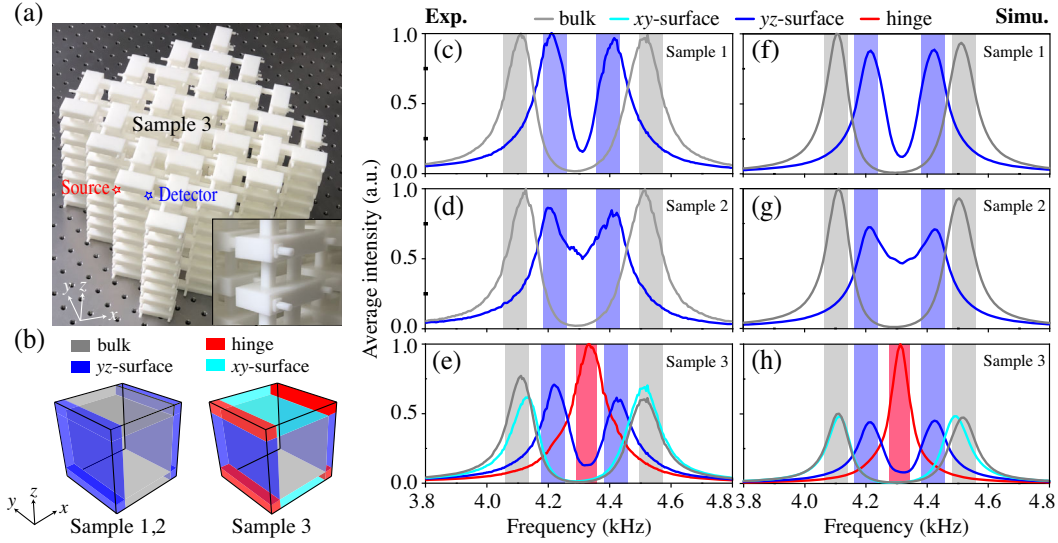 (a)
Sample 3
Source
Detector
y z
x
(b)
bulk
hinge
yz-surface
xy-surface
y z x
Sample 1,2
Sample 3
Exp.
bulk
xy-surface
yz-surface
hinge
Simu.
Average intensity (a.u.)
1.0
(c)
Sample 1
0.5
0.0
(f)
Sample 1
1.0
(d)
Sample 2
0.5
0.0
(g)
Sample 2
1.0
(e)
Sample 3
0.5
0.0
(h)
Sample 3
3.8 4.0 4.2 4.4 4.6 3.8 4.0 4.2 4.4 4.6 4.8
Frequency (kHz)
Frequency (kHz)